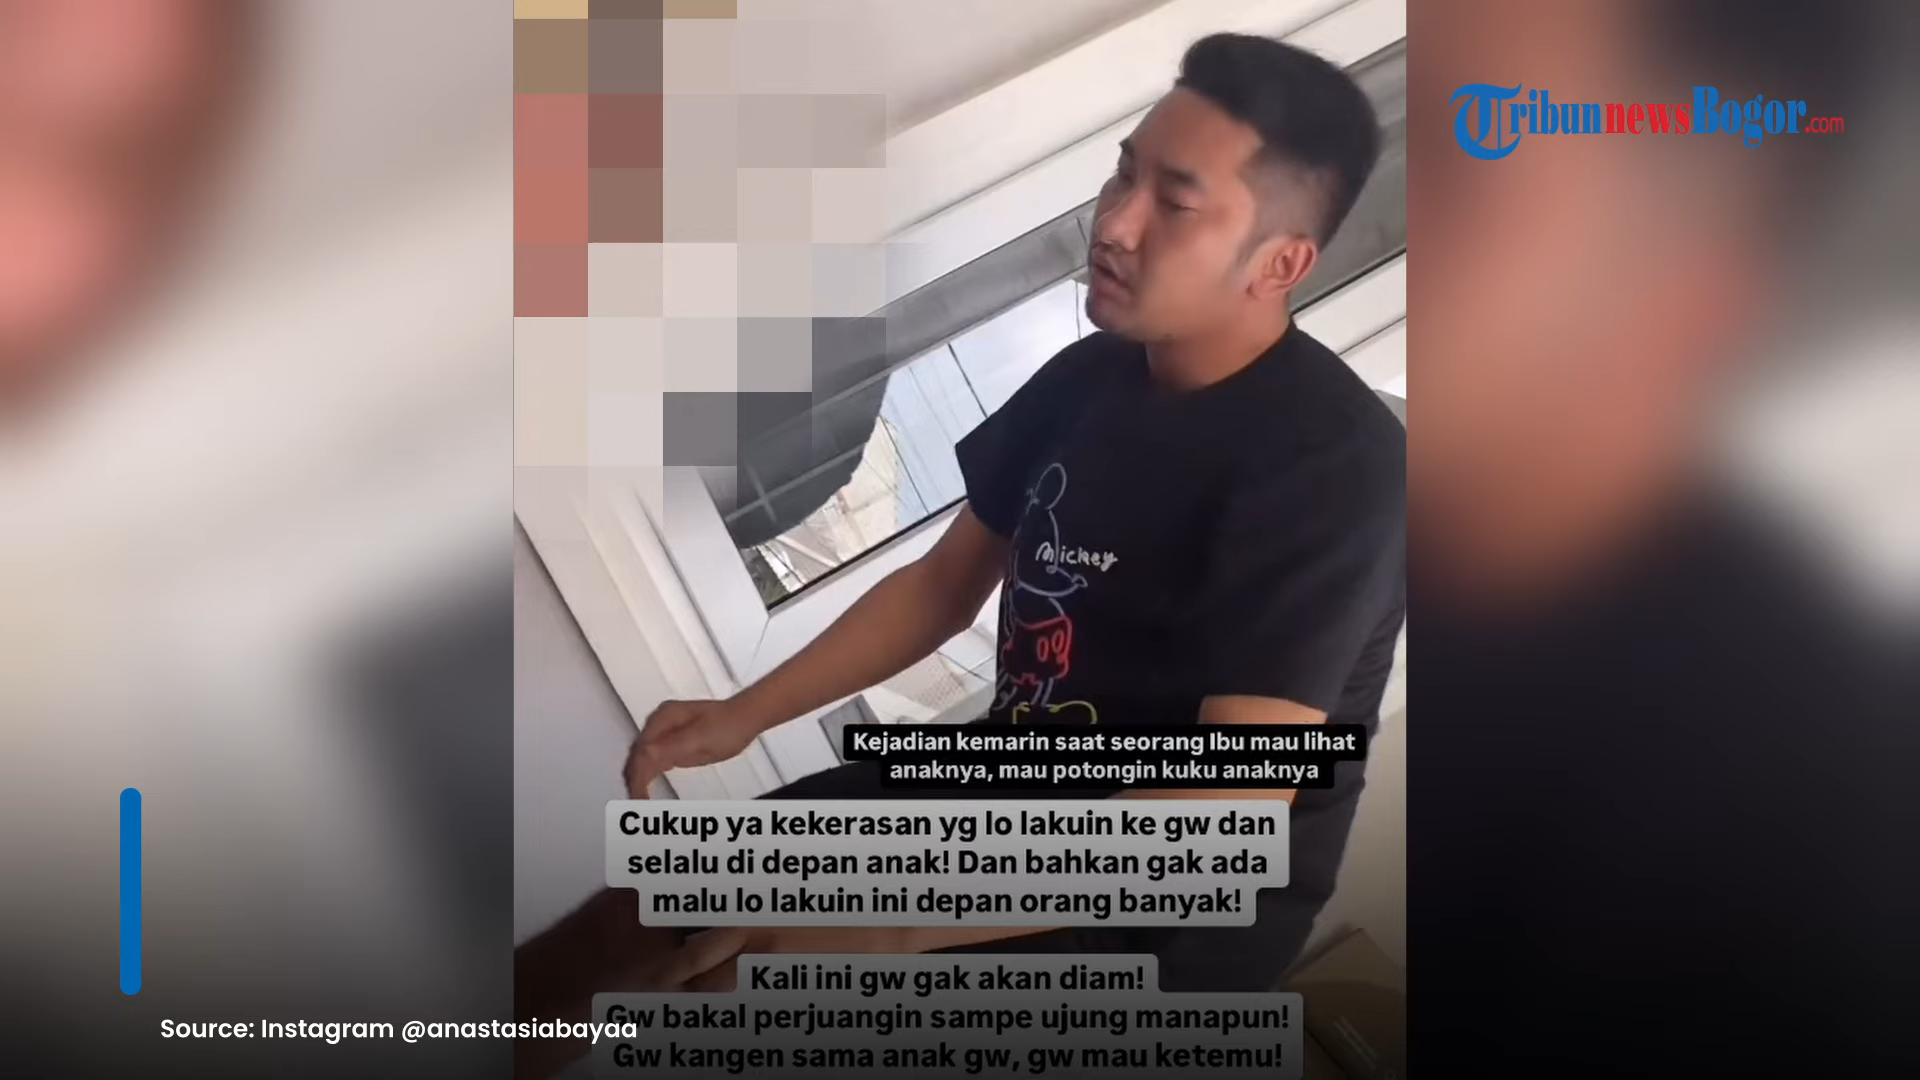 TribunnewsBogor.com
Mickey
Kejadian kemarin saat seorang Ibu mau lihat
anaknya, mau potongin kuku anaknya
Cukup ya kekerasan yg lo lakuin ke gw dan
selalu di depan anak! Dan bahkan gak ada
malu lo lakuin ini depan orang banyak!
Kali ini gw gak akan diam!
Gw bakal perjuangin sampe ujung manapun!
Gw kangen sama anak gw, gw mau ketemu!
Source: Instagram @anastasiabayaa